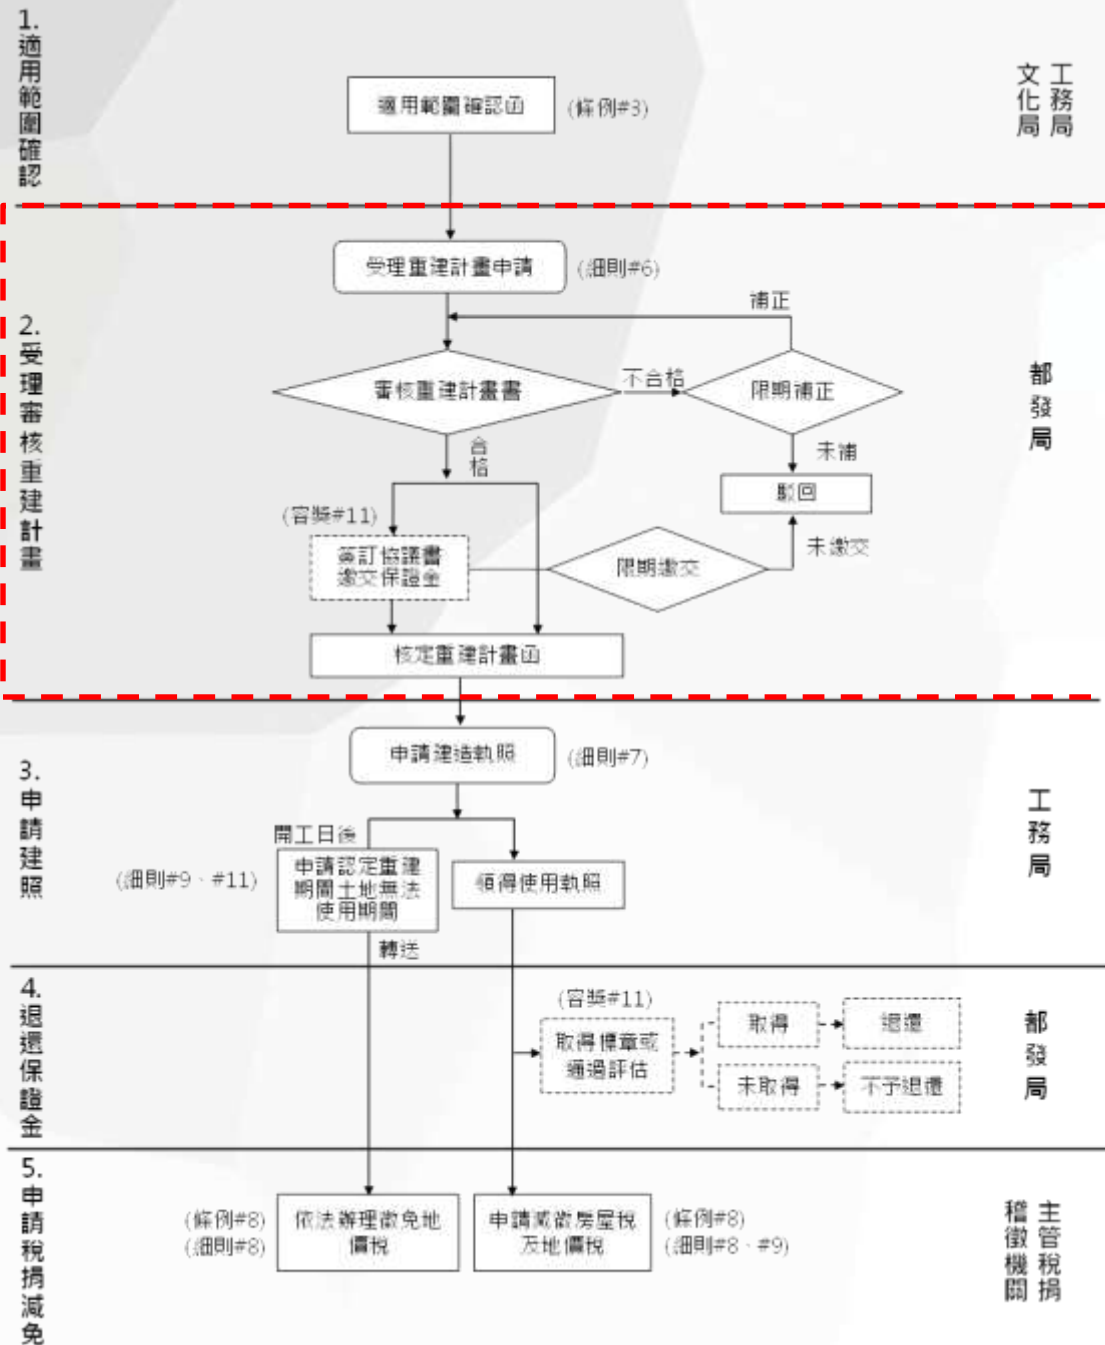 1.適用範圍確認
適用範圍確認函
(條例#3)
文化局
工務局
2.受理審核重建計畫
受理重建計畫申請
(細則#6)
補正
審核重建計畫書
不合格
限期補正
都發局
合格
未補
駁回
(容獎#11)
簽訂協議書
繳交保證金
限期繳交
未繳交
核定重建計畫函
3.申請建照
申請建造執照
(細則#7)
工務局
開工日後
(細則#9、#11)
申請認定重建
期間土地無法
使用期間
領得使用執照
轉送
4.退還保證金
(容獎#11)
取得標章或
通過評估
取得
退還
未取得
不予退還
都發局
5.申請稅捐減免
(條例#8)
(細則#8)
依法辦理徵免地
價稅
申請減徵房屋稅
及地價稅
(條例#8)
(細則#8、#9)
主管稅捐
稽徵機關